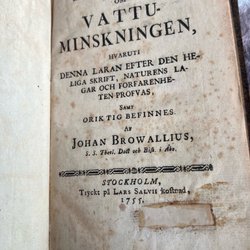 OM
VATTU-
MINSKNINGEN,
HVARUTI
DENNA LÄRAN EFTER DEN HE-
LIGA SKRIFT, NATURENS LA-
GAR OCH FÖRFARENHE-
TEN PRÖFVAS,
SAMT
ORIKTIG BEFINNES
AF
JOHAN BROWALLIUS,
S. S. Theol. Doct och Bisk. i Åbo.
STOCKHOLM,
Tryckt på LARS SALVII kostnad,
1755.